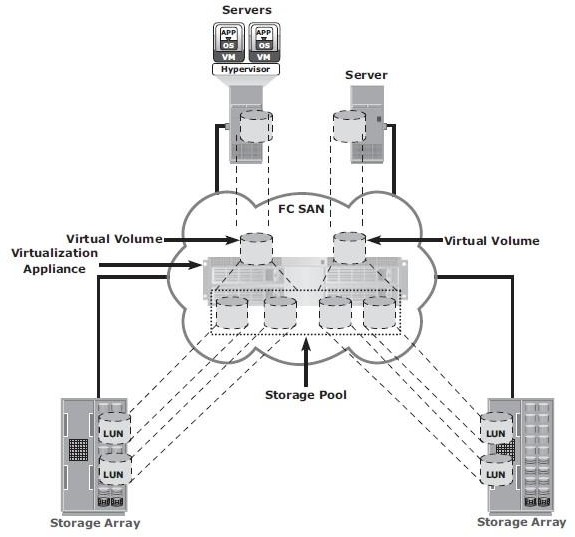 Servers
APP APP
OS OS
VM VM
Hypervisor
Server
FC SAN
Virtual Volume
Virtual Volume
Virtualization
Appliance
Storage Pool
LUN
LUN
LUN
LUN
Storage Array
Storage Array